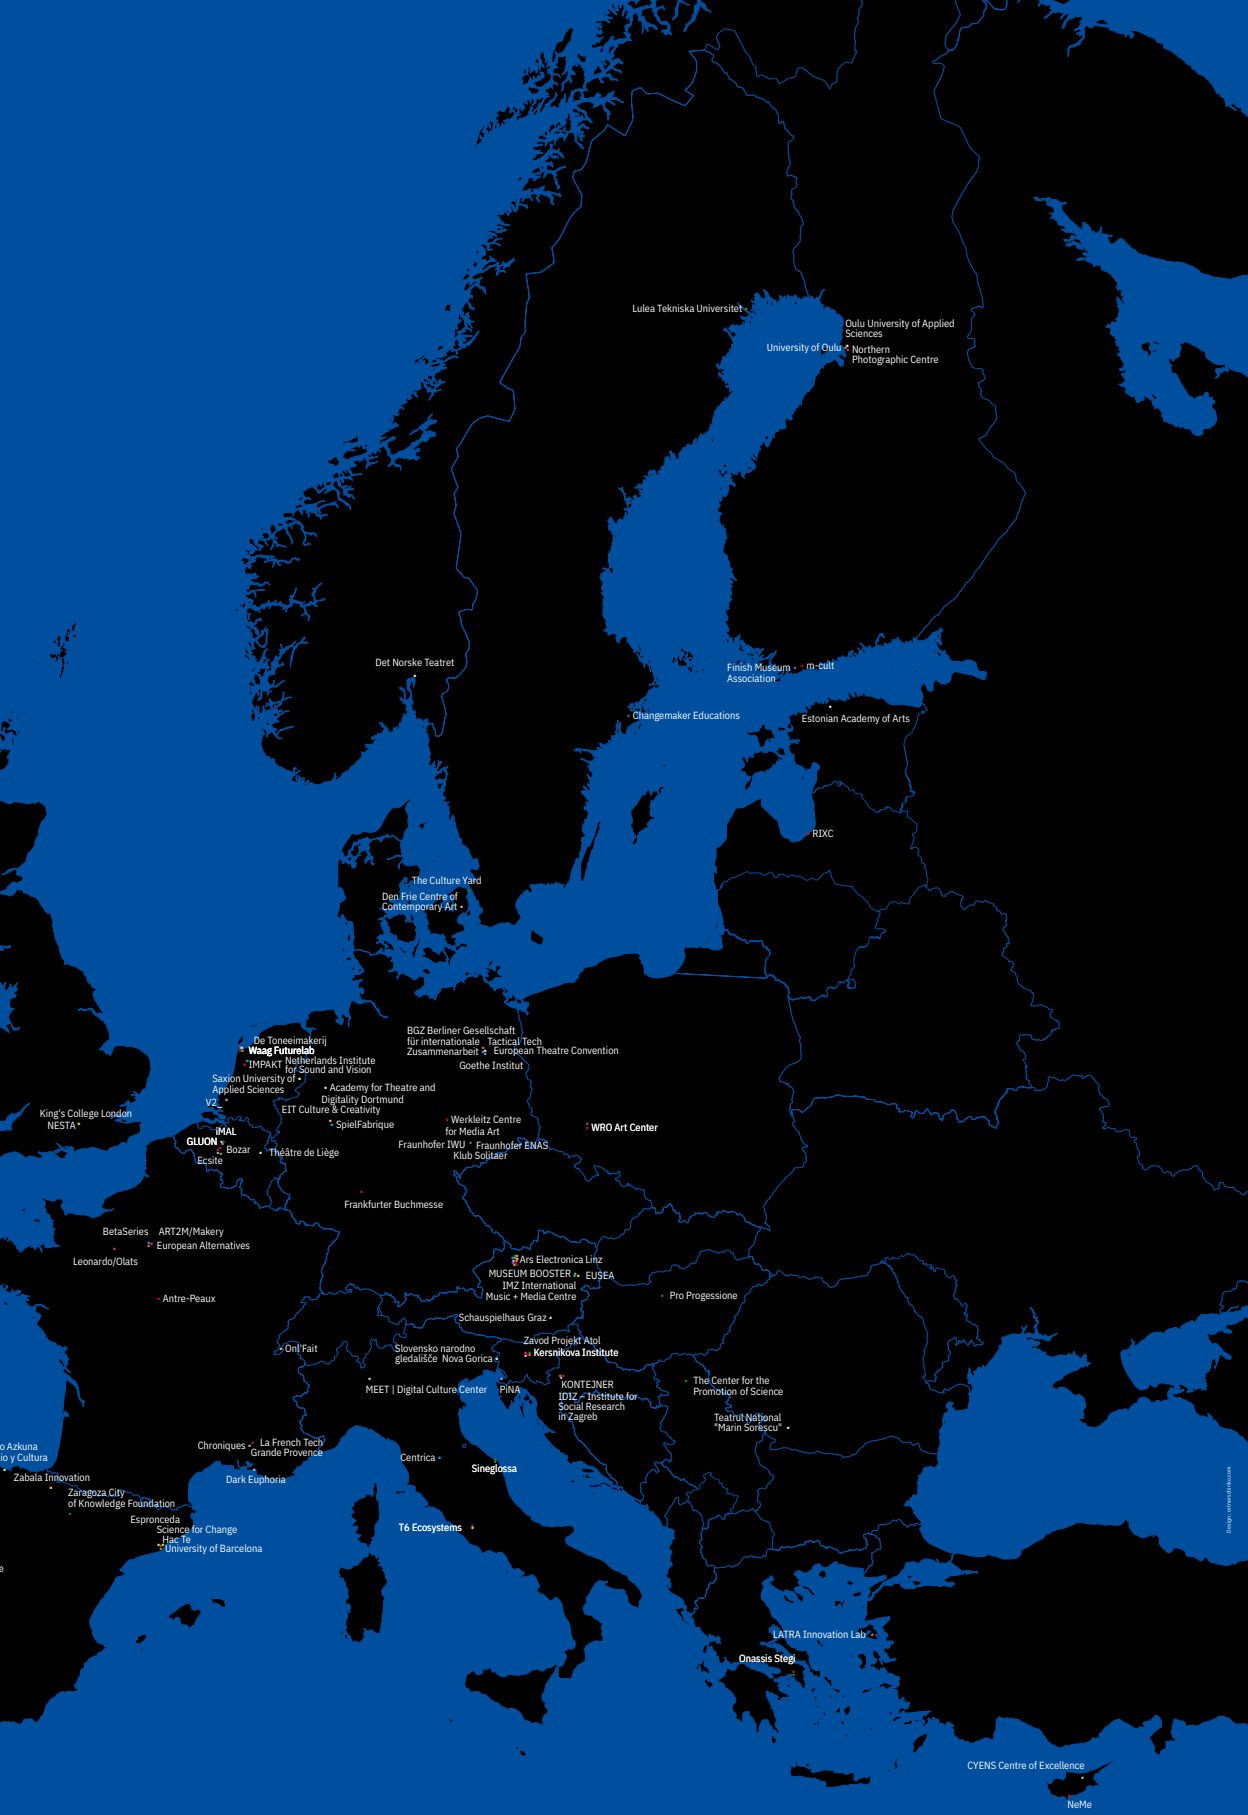 Lulea Tekniska Universitet
Oulu University of Applied
Sciences
University of Oulu
Northern
Photographic Centre
Det Norske Teatret
Finish Museum
Association
m-cult
Changemaker Educations
Estonian Academy of Arts
RIXC
The Culture Yard
Den Frie Centre of
Contemporary Art
De Toneeimakerij
Waag Futurelab
IMPAKT
Netherlands Institute
for Sound and Vision
Saxion University of
Applied Sciences
V2_
BGZ Berliner Gesellschaft
für internationale
Zusammenarbeit
Tactical Tech
European Theatre Convention
Goethe Institut
Academy for Theatre and
Digitality Dortmund
EIT Culture & Creativity
SpielFabrique
King's College London
NESTA
iMAL
GLUON
Bozar
Ecsite
Théâtre de Liège
Werkleitz Centre
for Media Art
Fraunhofer IWU
Fraunhofer ENAS
Klub Solitaer
WRO Art Center
Frankfurter Buchmesse
BetaSeries
ART2M/Makery
European Alternatives
Leonardo/Olats
Antre-Peaux
Ars Electronica Linz
MUSEUM BOOSTER
EUSEA
IMZ International
Music + Media Centre
Pro Progessione
Schauspielhaus Graz
Onl'Fait
Slovensko narodno
gledališče Nova Gorica
Zavod Projekt Atol
Kersnikova Institute
MEET | Digital Culture Center
PiNA
KONTEJNER
IDIZ – Institute for
Social Research
in Zagreb
The Center for the
Promotion of Science
Teatrul Național
"Marin Sorescu"
o Azkuna
io y Cultura
Zabala Innovation
Zaragoza City
of Knowledge Foundation
Chroniques
La French Tech
Grande Provence
Dark Euphoria
Centrica
Sineglossa
Espronceda
Science for Change
Hac Te
University of Barcelona
T6 Ecosystems
e
LATRA Innovation Lab
Onassis Stegi
CYENS Centre of Excellence
NeMe
Design: ortnerschinko.com